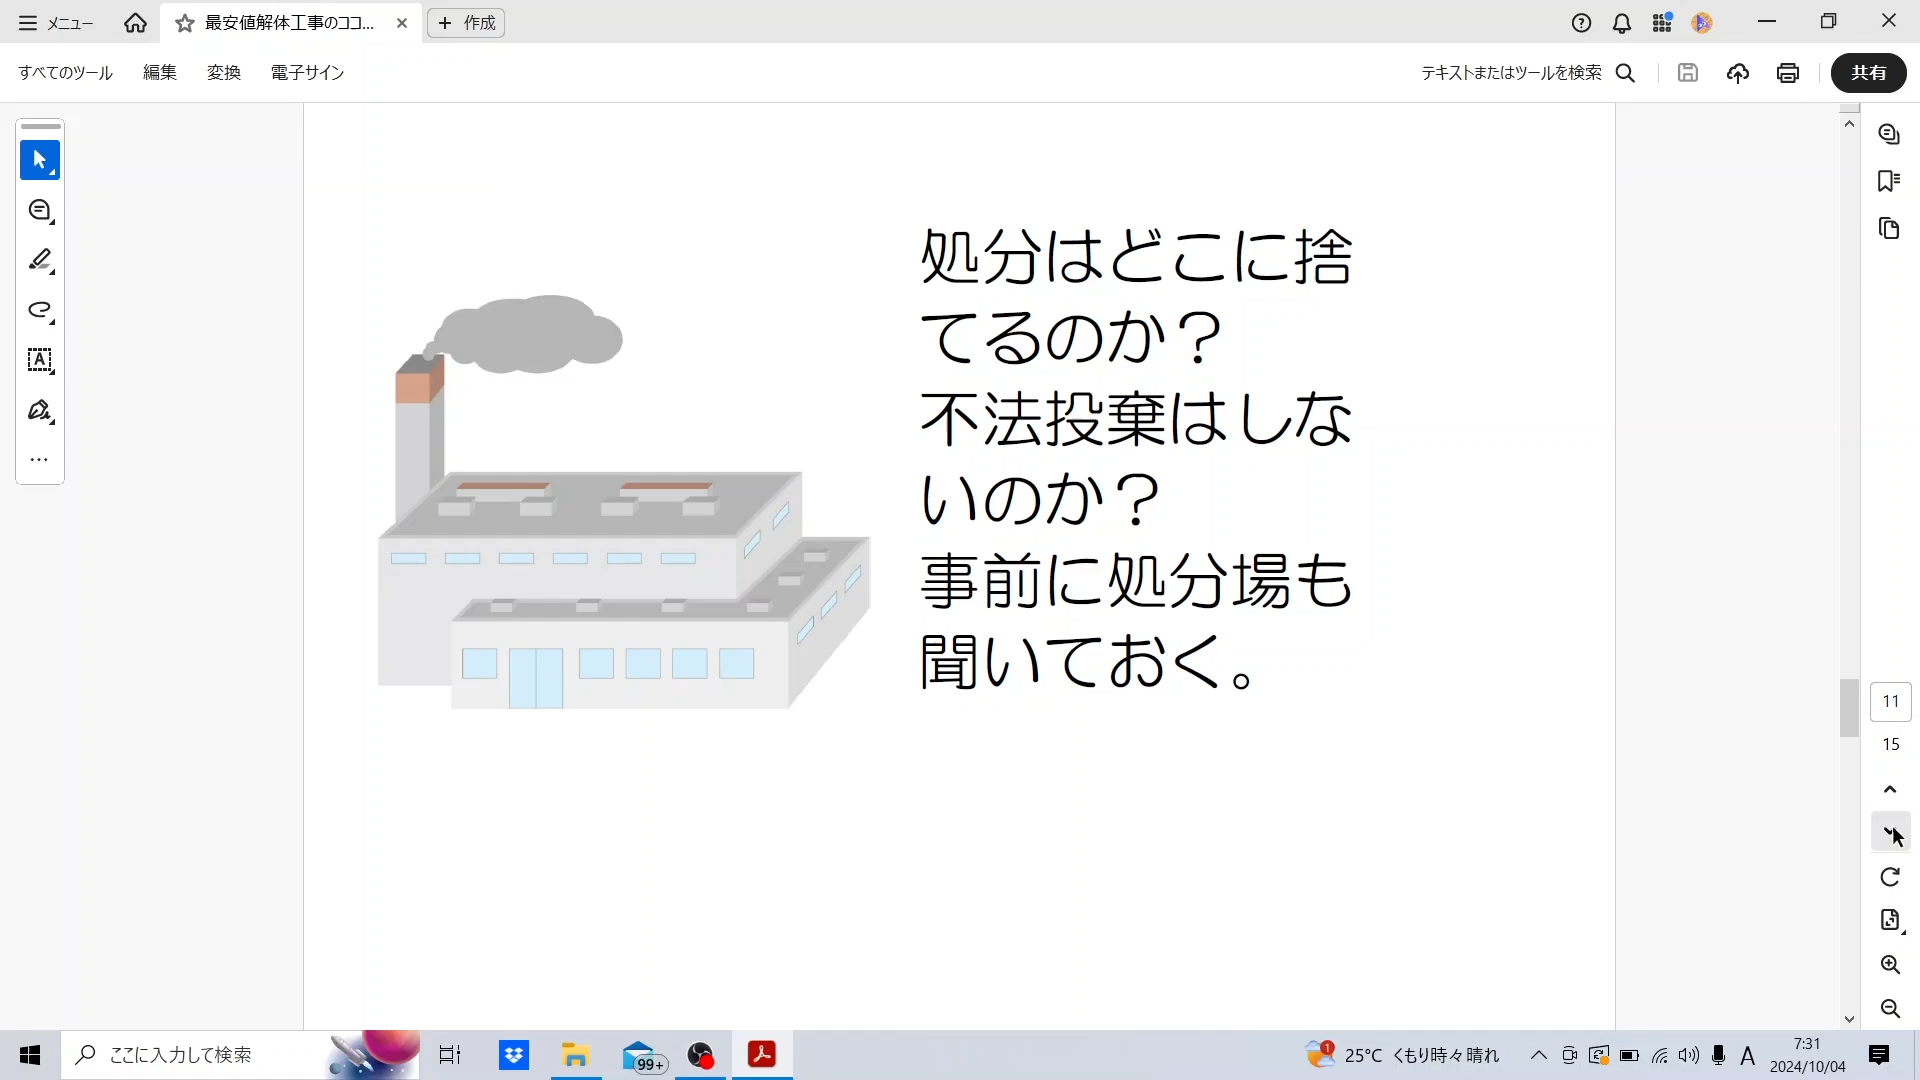 メニュー
最安値解体工事のココ...
作成
すべてのツール
編集
変換
電子サイン
テキストまたはツールを検索
共有
処分はどこに捨
てるのか？
不法投棄はしな
いのか？
事前に処分場も
聞いておく。
11
15
ここに入力して検索
99+
1
25°C くもり時々晴れ
A
7:31
2024/10/04